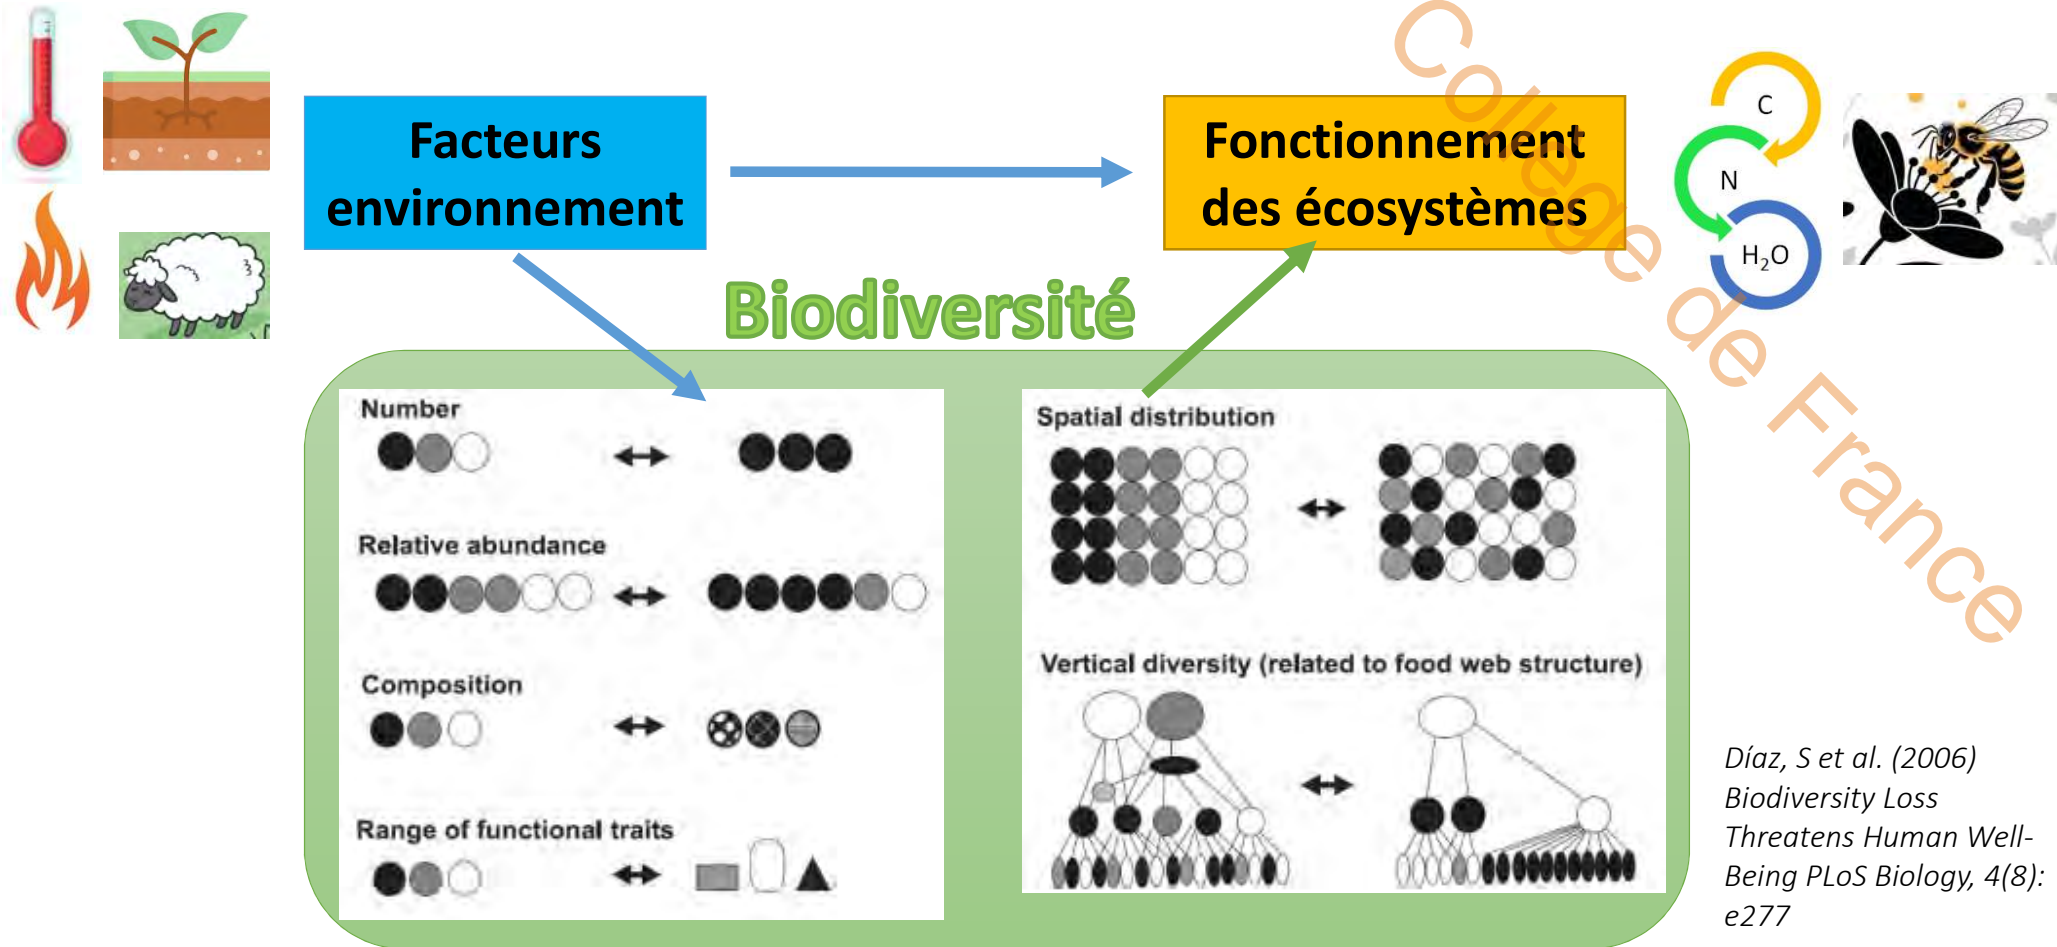 Facteurs
environnement
Fonctionnement
des écosystèmes
C
N
H₂O
Biodiversité
Number
Relative abundance
Composition
Range of functional traits
Spatial distribution
Vertical diversity (related to food web structure)
Díaz, S et al. (2006)
Biodiversity Loss
Threatens Human Well-
Being PLoS Biology, 4(8):
e277
College de France